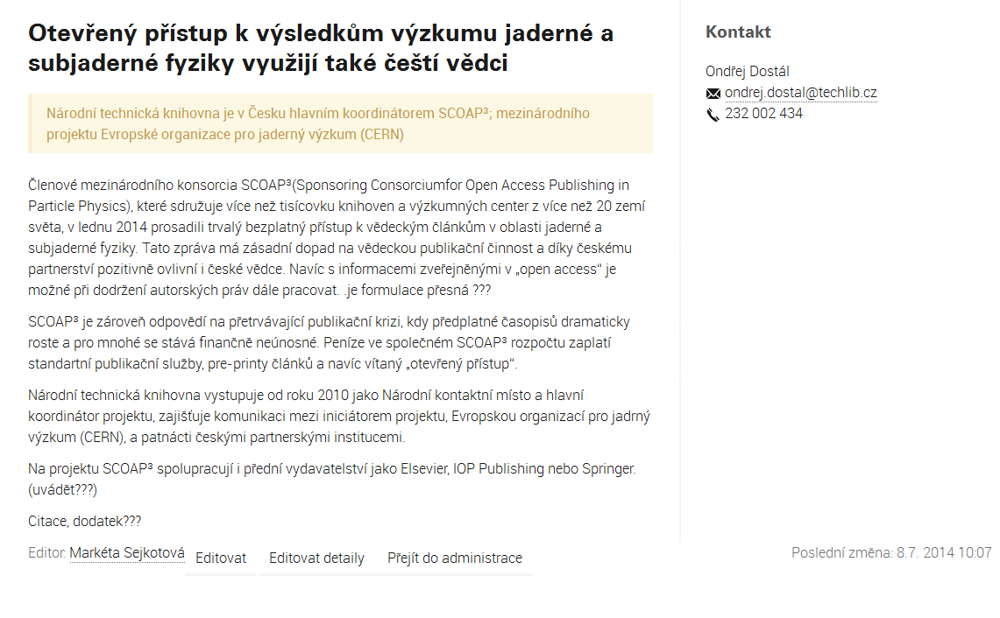 Otevřený přístup k výsledkům výzkumu jaderné a
subjaderné fyziky využijí také čeští vědci
Národní technická knihovna je v Česku hlavním koordinátorem SCOAP³; mezinárodního
projektu Evropské organizace pro jaderný výzkum (CERN)
Členové mezinárodního konsorcia SCOAP³(Sponsoring Consorciumfor Open Access Publishing in
Particle Physics), které sdružuje více než tisícovku knihoven a výzkumných center z více než 20 zemí
světa, v lednu 2014 prosadili trvalý bezplatný přístup k vědeckým článkům v oblasti jaderné a
subjaderné fyziky. Tato zpráva má zásadní dopad na vědeckou publikační činnost a díky českému
partnerství pozitivně ovlivní i české vědce. Navíc s informacemi zveřejněnými v „open access“ je
možné při dodržení autorských práv dále pracovat. .je formulace přesná ???
SCOAP³ je zároveň odpovědí na přetrvávající publikační krizi, kdy předplatné časopisů dramaticky
roste a pro mnohé se stává finančně neúnosné. Peníze ve společném SCOAP³ rozpočtu zaplatí
standartní publikační služby, pre-printy článků a navíc vítaný „otevřený přístup“.
Národní technická knihovna vystupuje od roku 2010 jako Národní kontaktní místo a hlavní
koordinátor projektu, zajišťuje komunikaci mezi iniciátorem projektu, Evropskou organizací pro jadrný
výzkum (CERN), a patnácti českými partnerskými institucemi.
Na projektu SCOAP³ spolupracují i přední vydavatelství jako Elsevier, IOP Publishing nebo Springer.
(uvádět???)
Citace, dodatek???
Editor: Markéta Sejkotová Editovat Editovat detaily Přejít do administrace
Kontakt
Ondřej Dostál
ondrej.dostal@techlib.cz
232 002 434
Poslední změna: 8.7. 2014 10:07